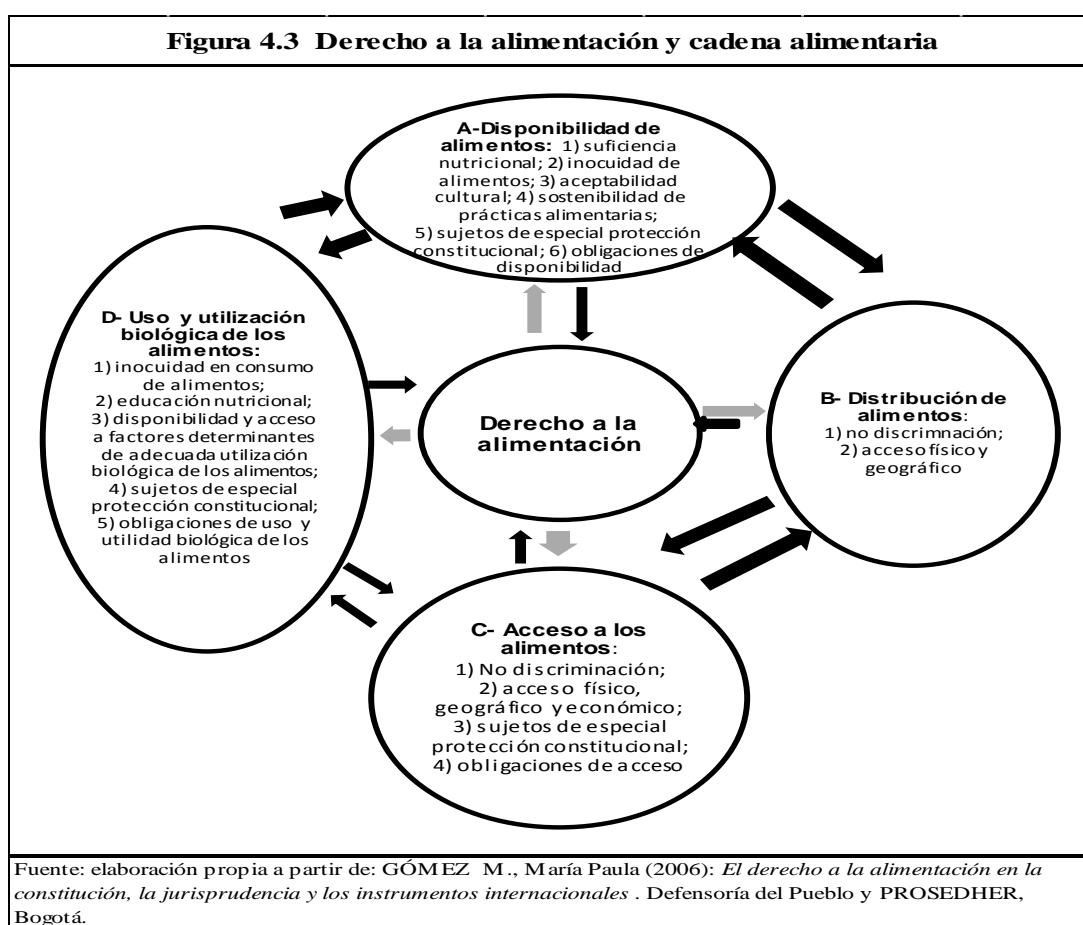 Figura 4.3 Derecho a la alimentación y cadena alimentaria
A-Disponibilidad de
alimentos: 1) suficiencia
nutricional; 2) inocuidad de
alimentos; 3) aceptabilidad
cultural; 4) sostenibilidad de
prácticas alimentarias;
5) sujetos de especial protección
constitucional; 6) obligaciones de
disponibilidad
D- Uso y utilización
biológica de los
alimentos:
1) inocuidad en consumo
de alimentos;
2) educación nutricional;
3) disponibilidad y acceso
a factores determinantes
de adecuada utilización
biológica de los alimentos;
4) sujetos de especial
protección constitucional;
5) obligaciones de uso y
utilidad biológica de los
alimentos
Derecho a la
alimentación
B- Distribución de
alimentos:
1) no discrimnación;
2) acceso físico y
geográfico
C- Acceso a los
alimentos:
1) No discriminación;
2) acceso físico,
geográfico y económico;
3) sujetos de especial
protección constitucional;
4) obligaciones de acceso
Fuente: elaboración propia a partir de: GÓMEZ M., María Paula (2006): El derecho a la alimentación en la
constitución, la jurisprudencia y los instrumentos internacionales . Defensoría del Pueblo y PROSEDHER,
Bogotá.